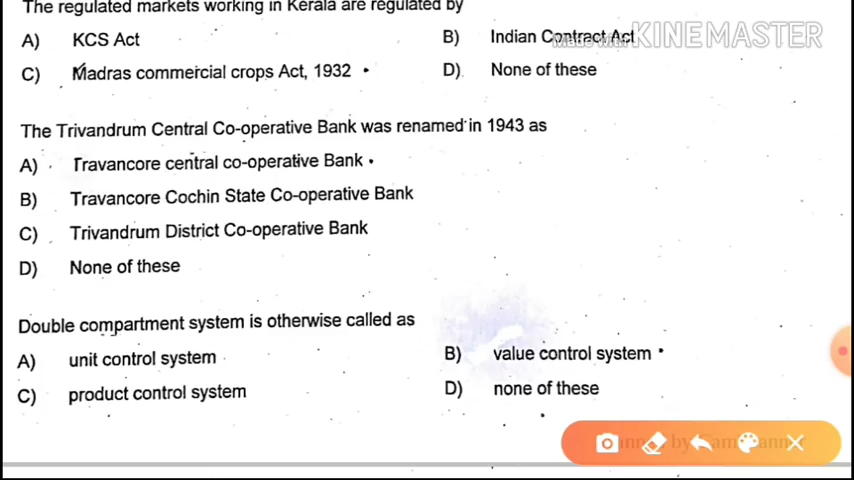 The regulated markets working in Kerala are regulated by
A) KCS Act
B) Indian Contract Act
Made with KINEMASTER
C) Madras commercial crops Act, 1932
D) None of these
The Trivandrum Central Co-operative Bank was renamed in 1943 as
A) Travancore central co-operative Bank
B) Travancore Cochin State Co-operative Bank
C) Trivandrum District Co-operative Bank
D) None of these
Double compartment system is otherwise called as
A) unit control system
B) value control system
C) product control system
D) none of these